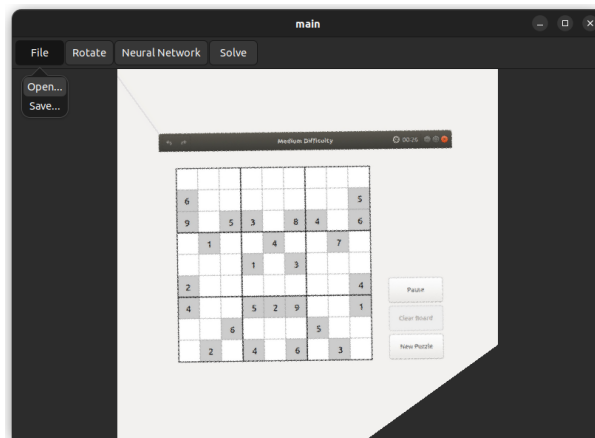 main
File Rotate Neural Network Solve
Open...
Save...
Medium Difficulty 00:26
6 5
9 5 3 8 4 6
1 4 7
1 3
2 4
Pause
4 5 2 9 1
Clear Board
6 5
New Puzzle
2 4 6 3